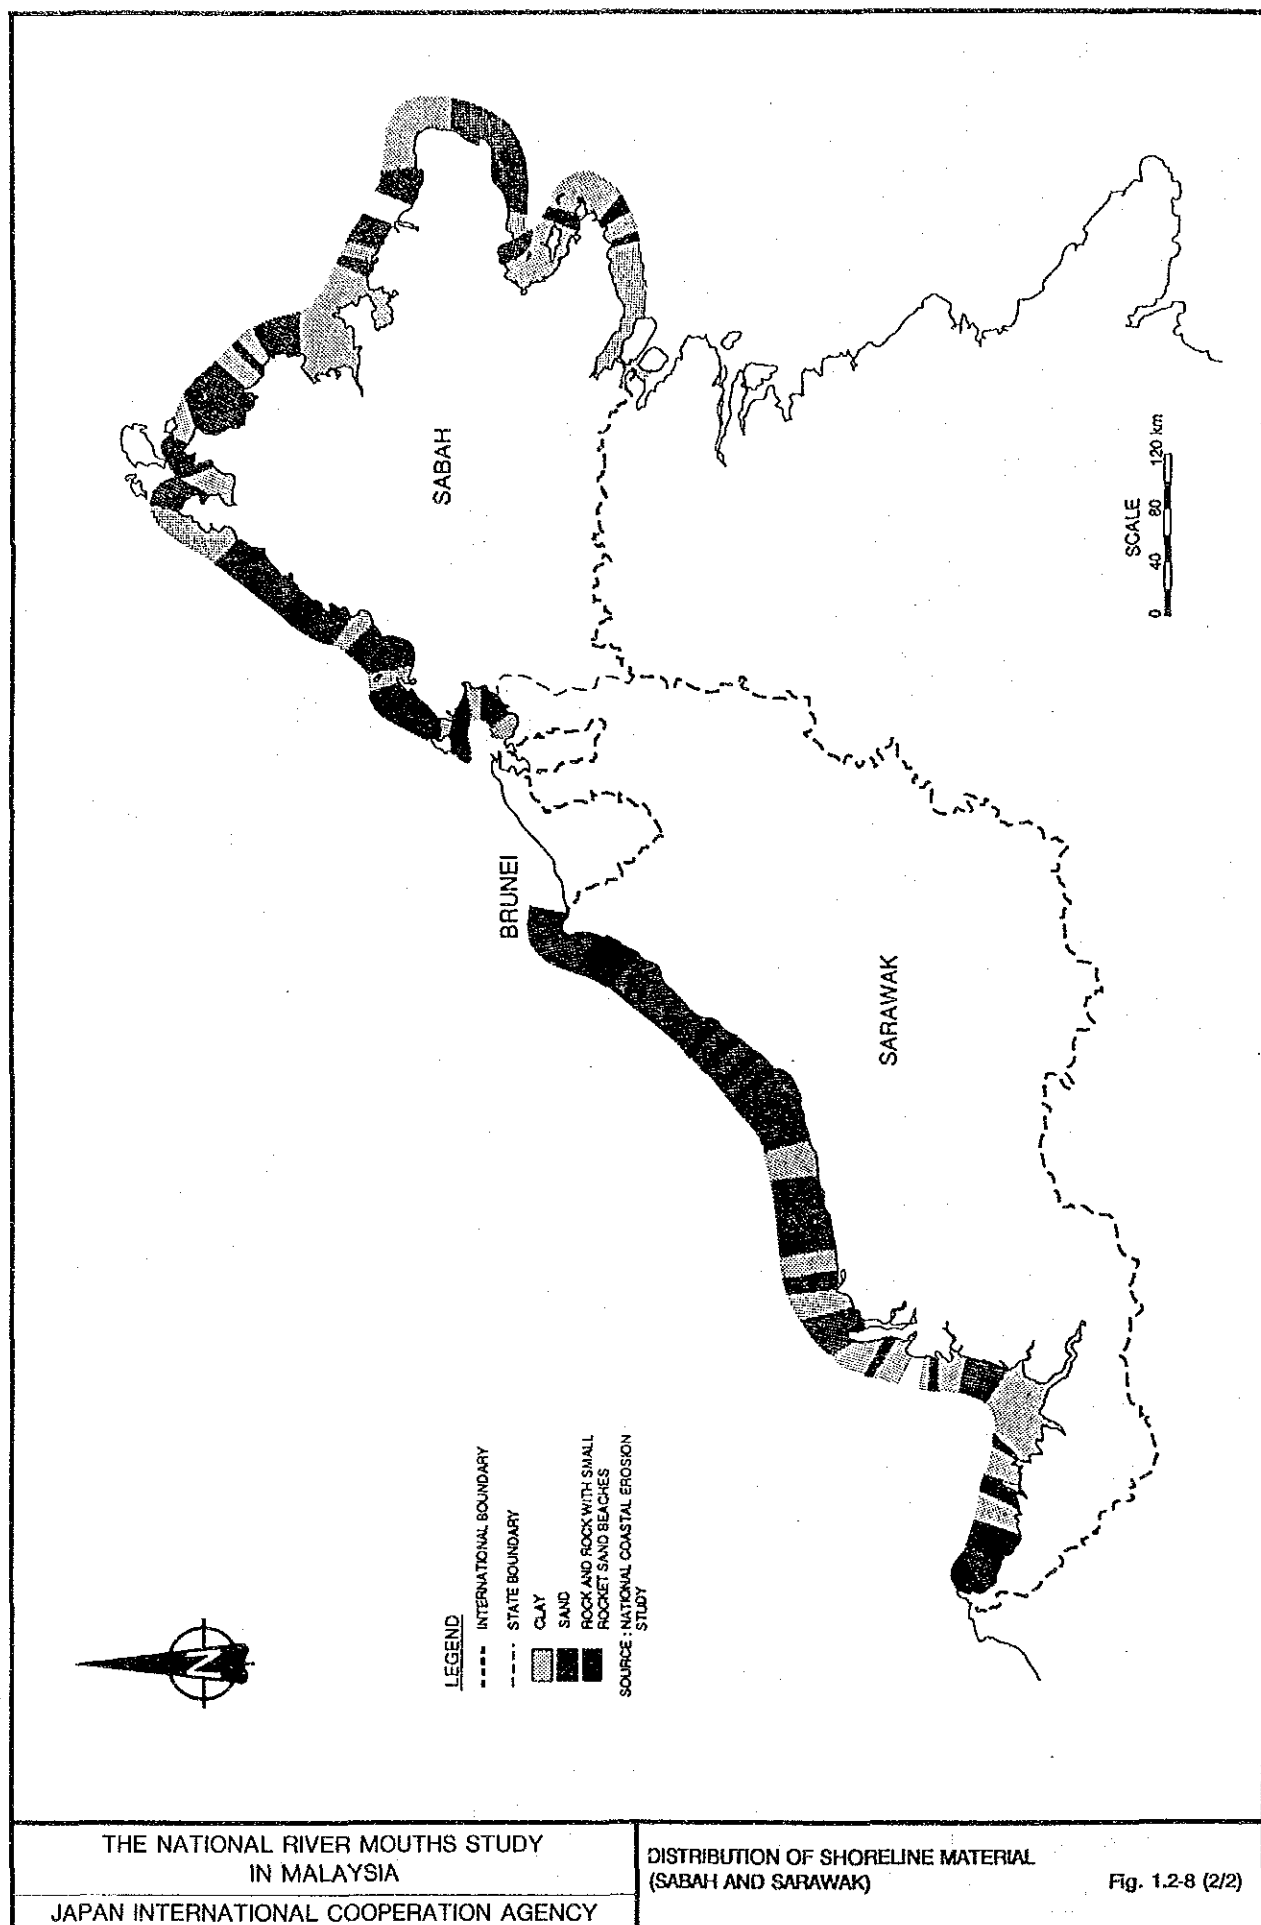 SABAH
BRUNEI
SARAWAK
SCALE
0 40 80 120 km
N
LEGEND
INTERNATIONAL BOUNDARY
STATE BOUNDARY
CLAY
SAND
ROCK AND ROCK WITH SMALL
ROCKET SAND BEACHES
SOURCE : NATIONAL COASTAL EROSION
STUDY
THE NATIONAL RIVER MOUTHS STUDY
IN MALAYSIA
JAPAN INTERNATIONAL COOPERATION AGENCY
DISTRIBUTION OF SHORELINE MATERIAL
(SABAH AND SARAWAK)
Fig. 1.2-8 (2/2)